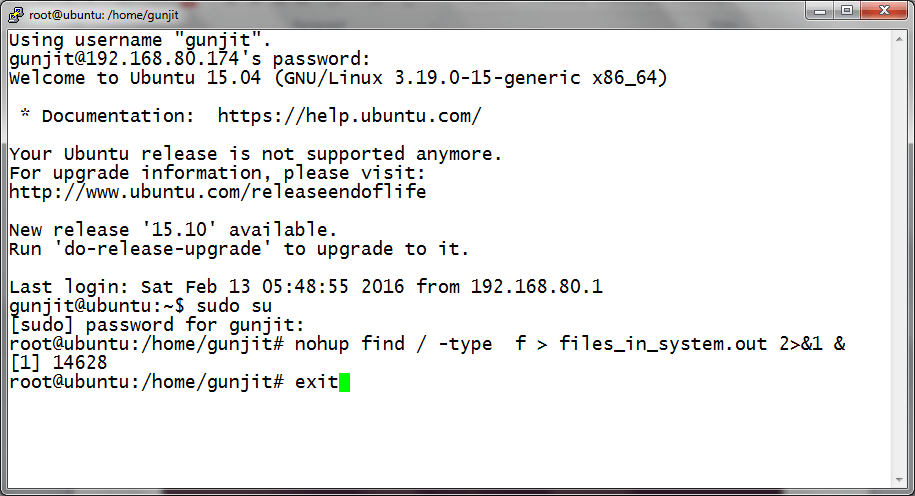 root@ubuntu: /home/gunjit
Using username "gunjit".
gunjit@192.168.80.174's password:
Welcome to Ubuntu 15.04 (GNU/Linux 3.19.0-15-generic x86_64)
 * Documentation:  https://help.ubuntu.com/
Your Ubuntu release is not supported anymore.
For upgrade information, please visit:
http://www.ubuntu.com/releaseendoflife
New release '15.10' available.
Run 'do-release-upgrade' to upgrade to it.
Last login: Sat Feb 13 05:48:55 2016 from 192.168.80.1
gunjit@ubuntu:~$ sudo su
[sudo] password for gunjit:
root@ubuntu:/home/gunjit# nohup find / -type  f > files_in_system.out 2>&1 &
[1] 14628
root@ubuntu:/home/gunjit# exit